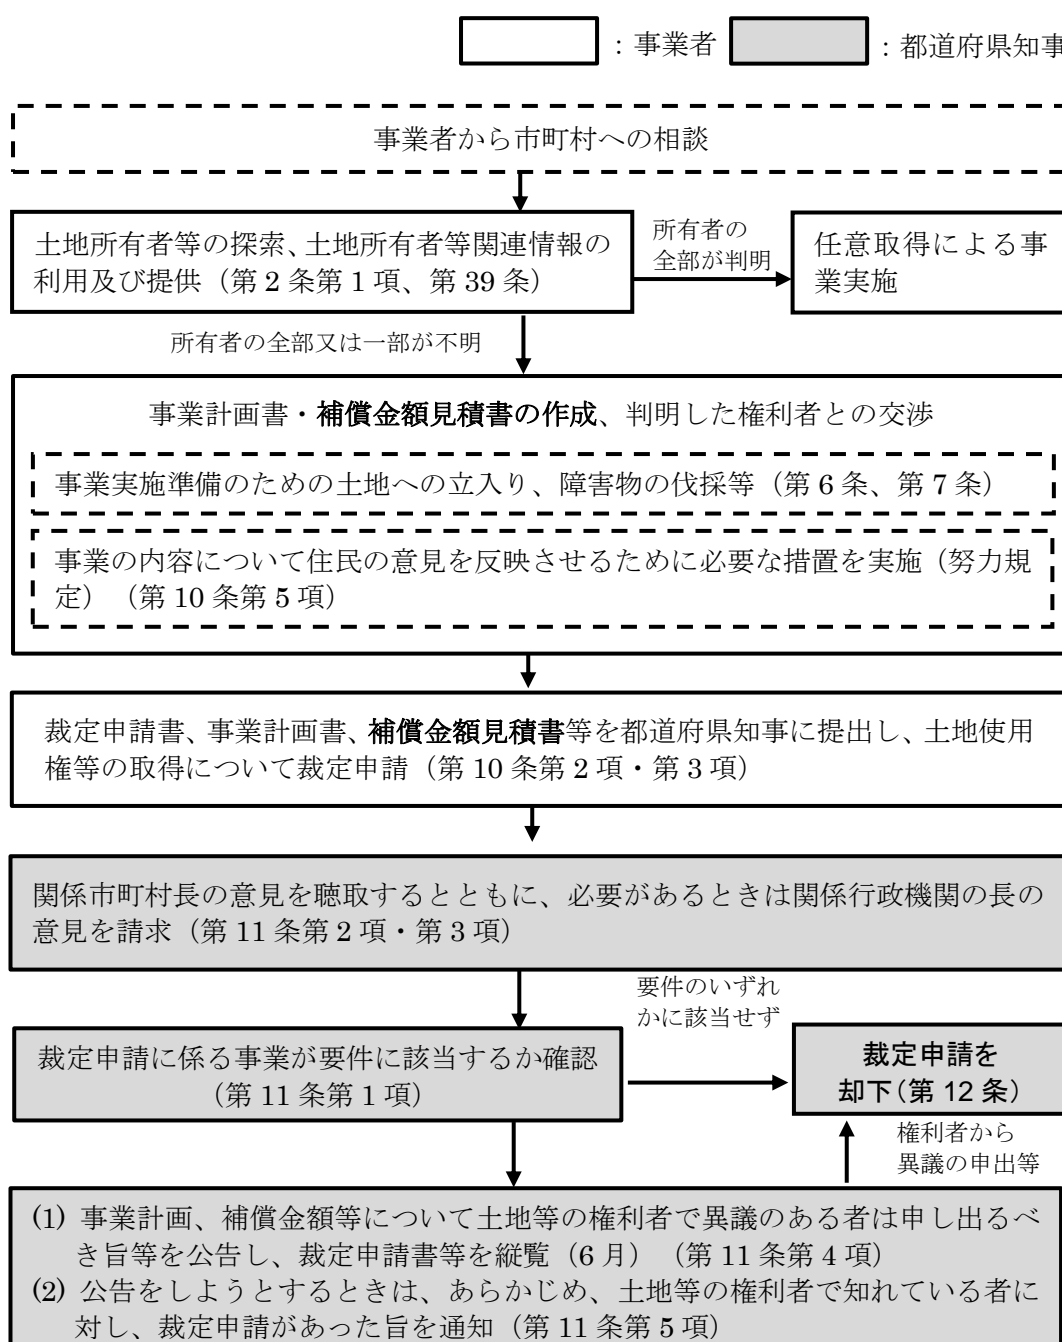 ：事業者
：都道府県知事
事業者から市町村への相談
土地所有者等の探索、土地所有者等関連情報の
利用及び提供（第 2 条第 1 項、第 39 条）
所有者の
全部が判明
任意取得による事
業実施
所有者の全部又は一部が不明
事業計画書・補償金額見積書の作成、判明した権利者との交渉
事業実施準備のための土地への立入り、障害物の伐採等（第 6 条、第 7 条）
事業の内容について住民の意見を反映させるために必要な措置を実施（努力規
定）（第 10 条第 5 項）
裁定申請書、事業計画書、補償金額見積書等を都道府県知事に提出し、土地使用
権等の取得について裁定申請（第 10 条第 2 項・第 3 項）
関係市町村長の意見を聴取するとともに、必要があるときは関係行政機関の長の
意見を請求（第 11 条第 2 項・第 3 項）
要件のいずれ
かに該当せず
裁定申請に係る事業が要件に該当するか確認
（第 11 条第 1 項）
裁定申請を
却下（第 12 条）
権利者から
異議の申出等
(1) 事業計画、補償金額等について土地等の権利者で異議のある者は申し出るべ
き旨等を公告し、裁定申請書等を縦覧（6 月）（第 11 条第 4 項）
(2) 公告をしようとするときは、あらかじめ、土地等の権利者で知れている者に
対し、裁定申請があった旨を通知（第 11 条第 5 項）